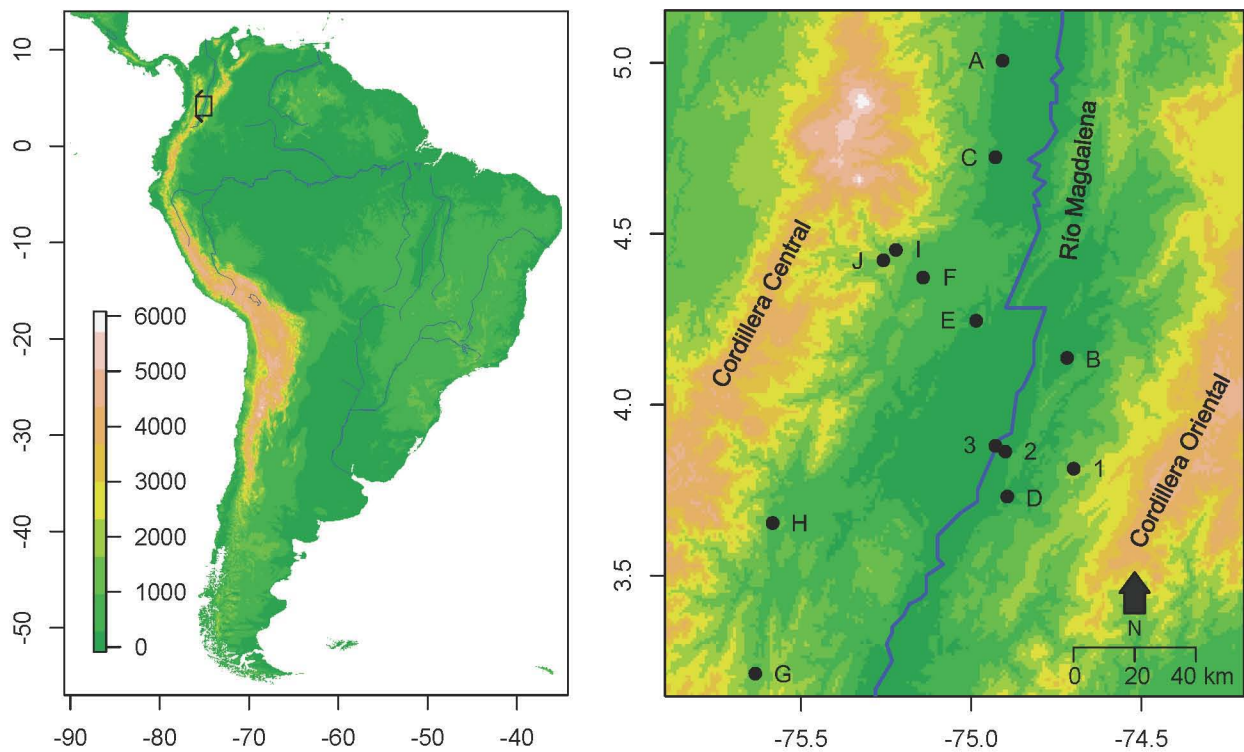 10
0
-10
-20
-30
-40
-50
6000
5000
4000
3000
2000
1000
0
-90
-80
-70
-60
-50
-40
5.0
4.5
4.0
3.5
A
C
Río Magdalena
I
J
F
E
B
Cordillera Central
3
2
1
D
Cordillera Oriental
H
N
0 20 40 km
G
-75.5
-75.0
-74.5